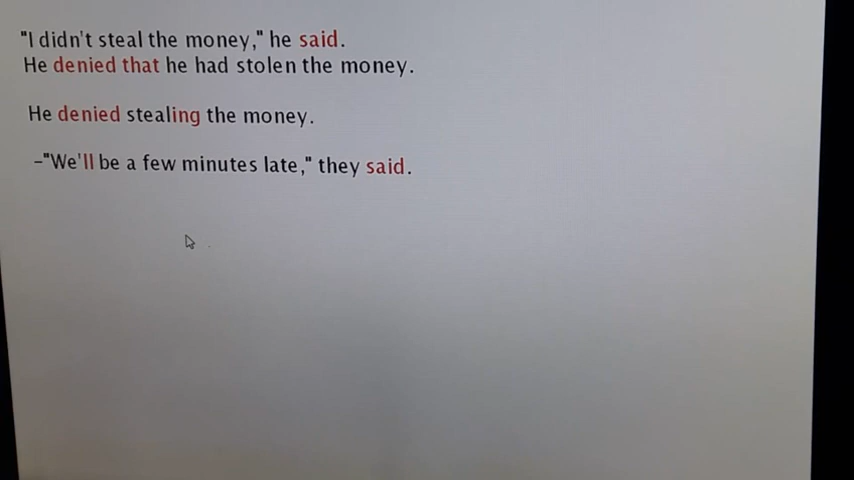 "I didn't steal the money," he said.
He denied that he had stolen the money.
He denied stealing the money.
-"We'll be a few minutes late," they said.